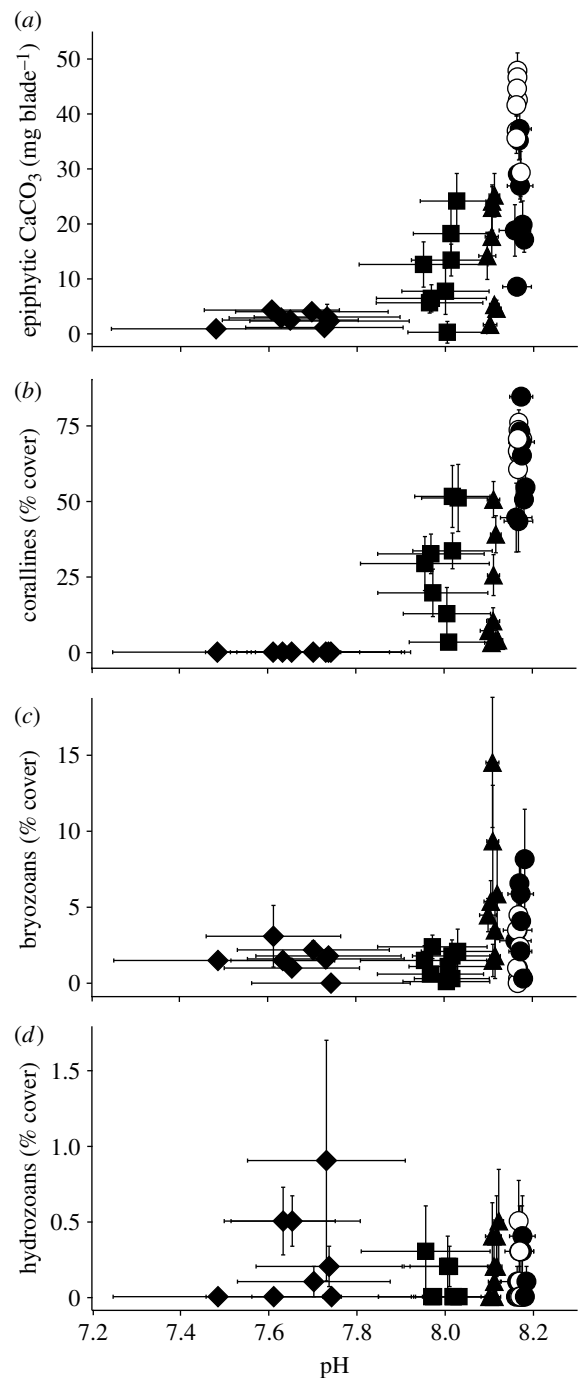 (a)
epiphytic CaCO₃ (mg blade⁻¹)
50
40
30
20
10
0
(b)
corallines (% cover)
75
50
25
0
(c)
bryozoans (% cover)
15
10
5
0
(d)
hydrozoans (% cover)
1.5
1.0
0.5
0
7.2 7.4 7.6 7.8 8.0 8.2
pH